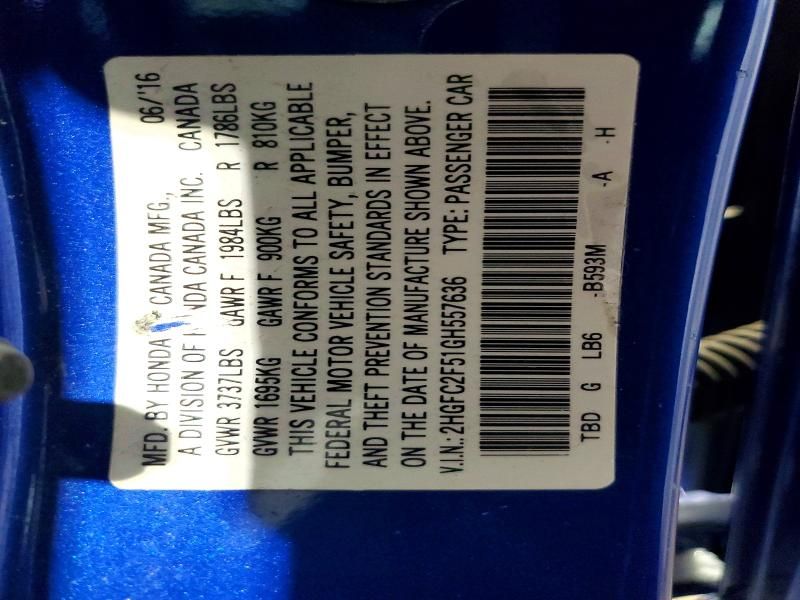 MFD. BY HONDA CANADA MFG., 06/'16
A DIVISION OF CANADA INC. CANADA
GVWR 3737LBS GAWR F 1984LBS R 1786LBS
GVWR 1695KG GAWR F 900KG R 810KG
THIS VEHICLE CONFORMS TO ALL APPLICABLE
FEDERAL MOTOR VEHICLE SAFETY, BUMPER,
AND THEFT PREVENTION STANDARDS IN EFFECT
ON THE DATE OF MANUFACTURE SHOWN ABOVE.
V.I.N.: 2HGFC2F51GH557636 TYPE: PASSENGER CAR
TBD G LB6 -B593M -A -H